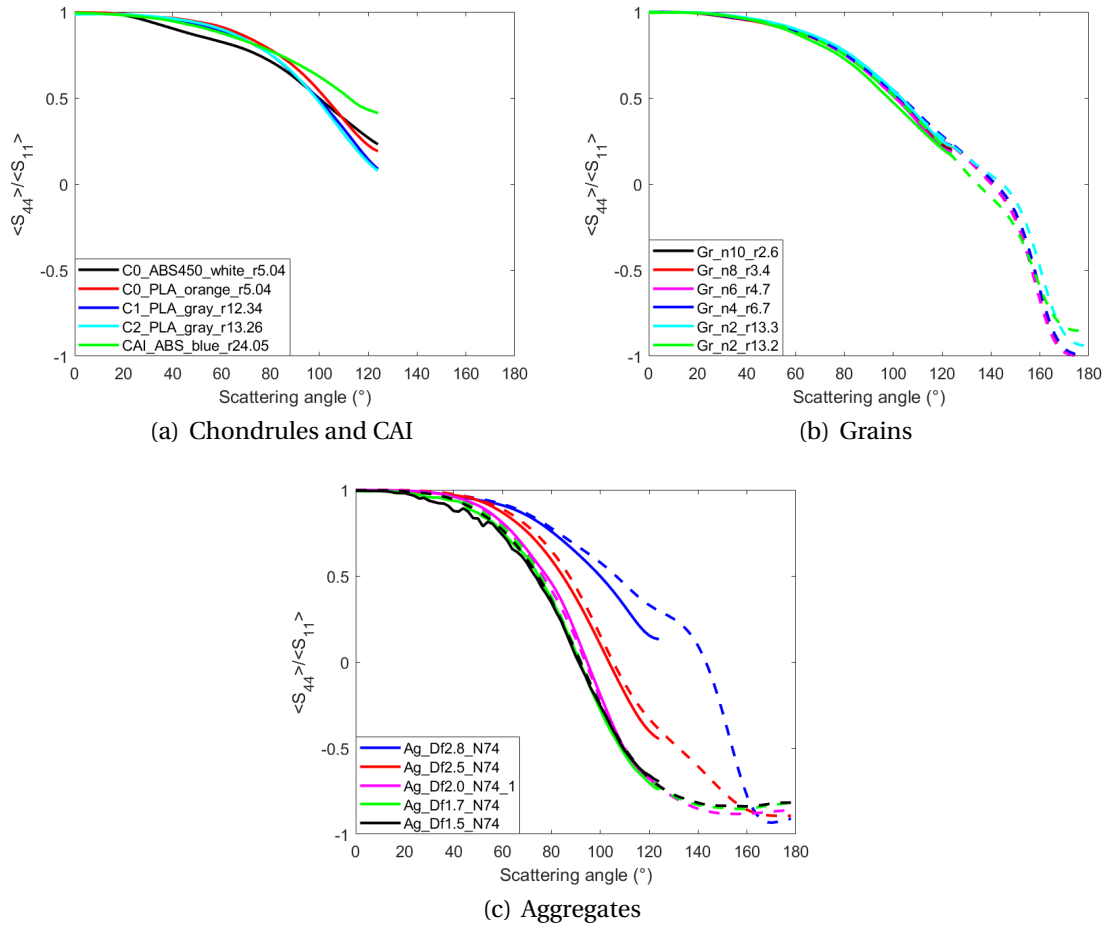 1
0.5
0
-0.5
-1
<S44>/<S11>
C0_ABS450_white_r5.04
C0_PLA_orange_r5.04
C1_PLA_gray_r12.34
C2_PLA_gray_r13.26
CAI_ABS_blue_r24.05
0 20 40 60 80 100 120 140 160 180
Scattering angle (°)
(a) Chondrules and CAI
1
0.5
0
-0.5
-1
<S44>/<S11>
Gr_n10_r2.6
Gr_n8_r3.4
Gr_n6_r4.7
Gr_n4_r6.7
Gr_n2_r13.3
Gr_n2_r13.2
0 20 40 60 80 100 120 140 160 180
Scattering angle (°)
(b) Grains
1
0.5
0
-0.5
-1
<S44>/<S11>
Ag_Df2.8_N74
Ag_Df2.5_N74
Ag_Df2.0_N74_1
Ag_Df1.7_N74
Ag_Df1.5_N74
0 20 40 60 80 100 120 140 160 180
Scattering angle (°)
(c) Aggregates